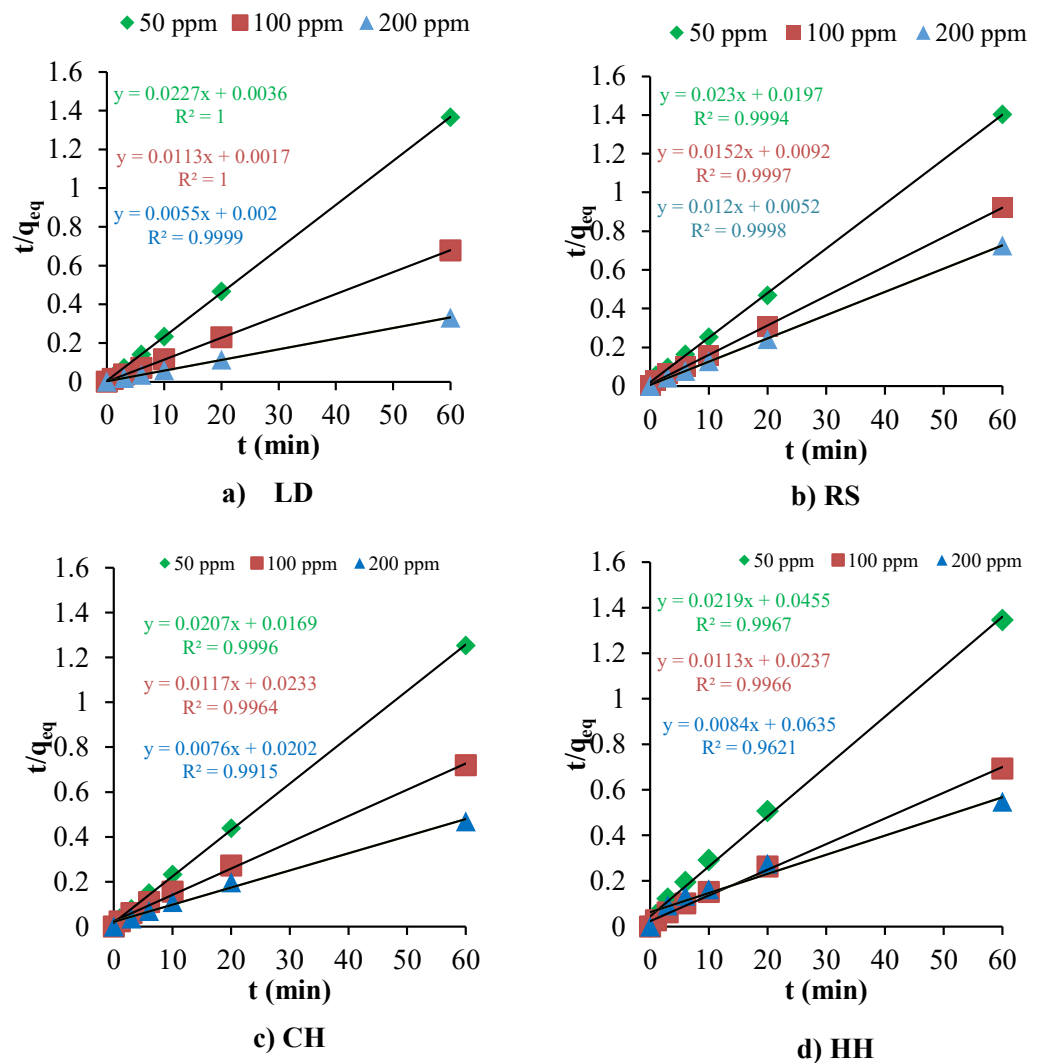 50 ppm 100 ppm 200 ppm
1.6
1.4
1.2
1
0.8
0.6
0.4
0.2
0
y = 0.0227x + 0.0036
R² = 1
y = 0.0113x + 0.0017
R² = 1
y = 0.0055x + 0.002
R² = 0.9999
t/qeq
0 10 20 30 40 50 60
t (min)
a) LD
50 ppm 100 ppm 200 ppm
1.6
1.4
1.2
1
0.8
0.6
0.4
0.2
0
y = 0.023x + 0.0197
R² = 0.9994
y = 0.0152x + 0.0092
R² = 0.9997
y = 0.012x + 0.0052
R² = 0.9998
t/qeq
0 10 20 30 40 50 60
t (min)
b) RS
50 ppm 100 ppm 200 ppm
1.6
1.4
1.2
1
0.8
0.6
0.4
0.2
0
y = 0.0207x + 0.0169
R² = 0.9996
y = 0.0117x + 0.0233
R² = 0.9964
y = 0.0076x + 0.0202
R² = 0.9915
t/qeq
0 10 20 30 40 50 60
t (min)
c) CH
50 ppm 100 ppm 200 ppm
1.6
1.4
1.2
1
0.8
0.6
0.4
0.2
0
y = 0.0219x + 0.0455
R² = 0.9967
y = 0.0113x + 0.0237
R² = 0.9966
y = 0.0084x + 0.0635
R² = 0.9621
t/qeq
0 10 20 30 40 50 60
t (min)
d) HH